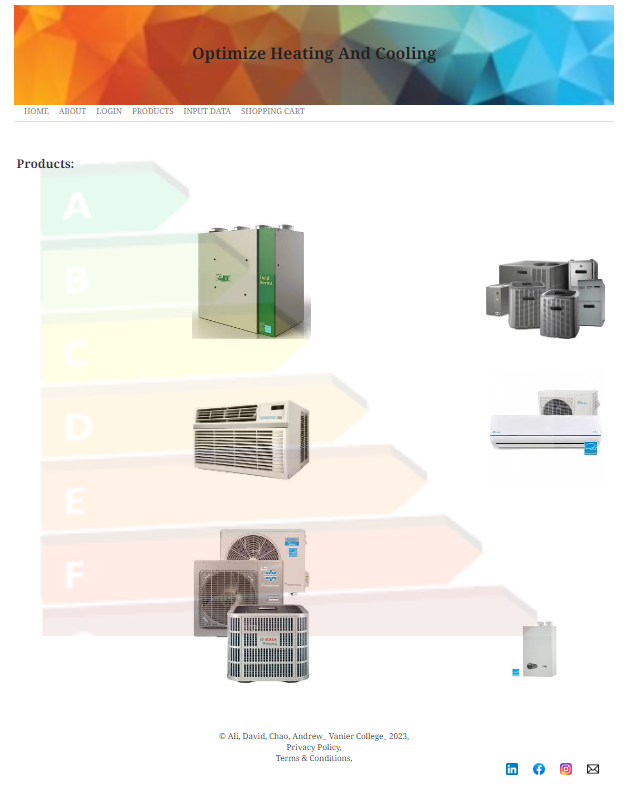 Optimize Heating And Cooling
HOME ABOUT LOGIN PRODUCTS INPUT DATA SHOPPING CART
Products:
A
B
C
D
E
F
© Ali, David, Chao, Andrew_ Vanier College_ 2023,
Privacy Policy,
Terms & Conditions,